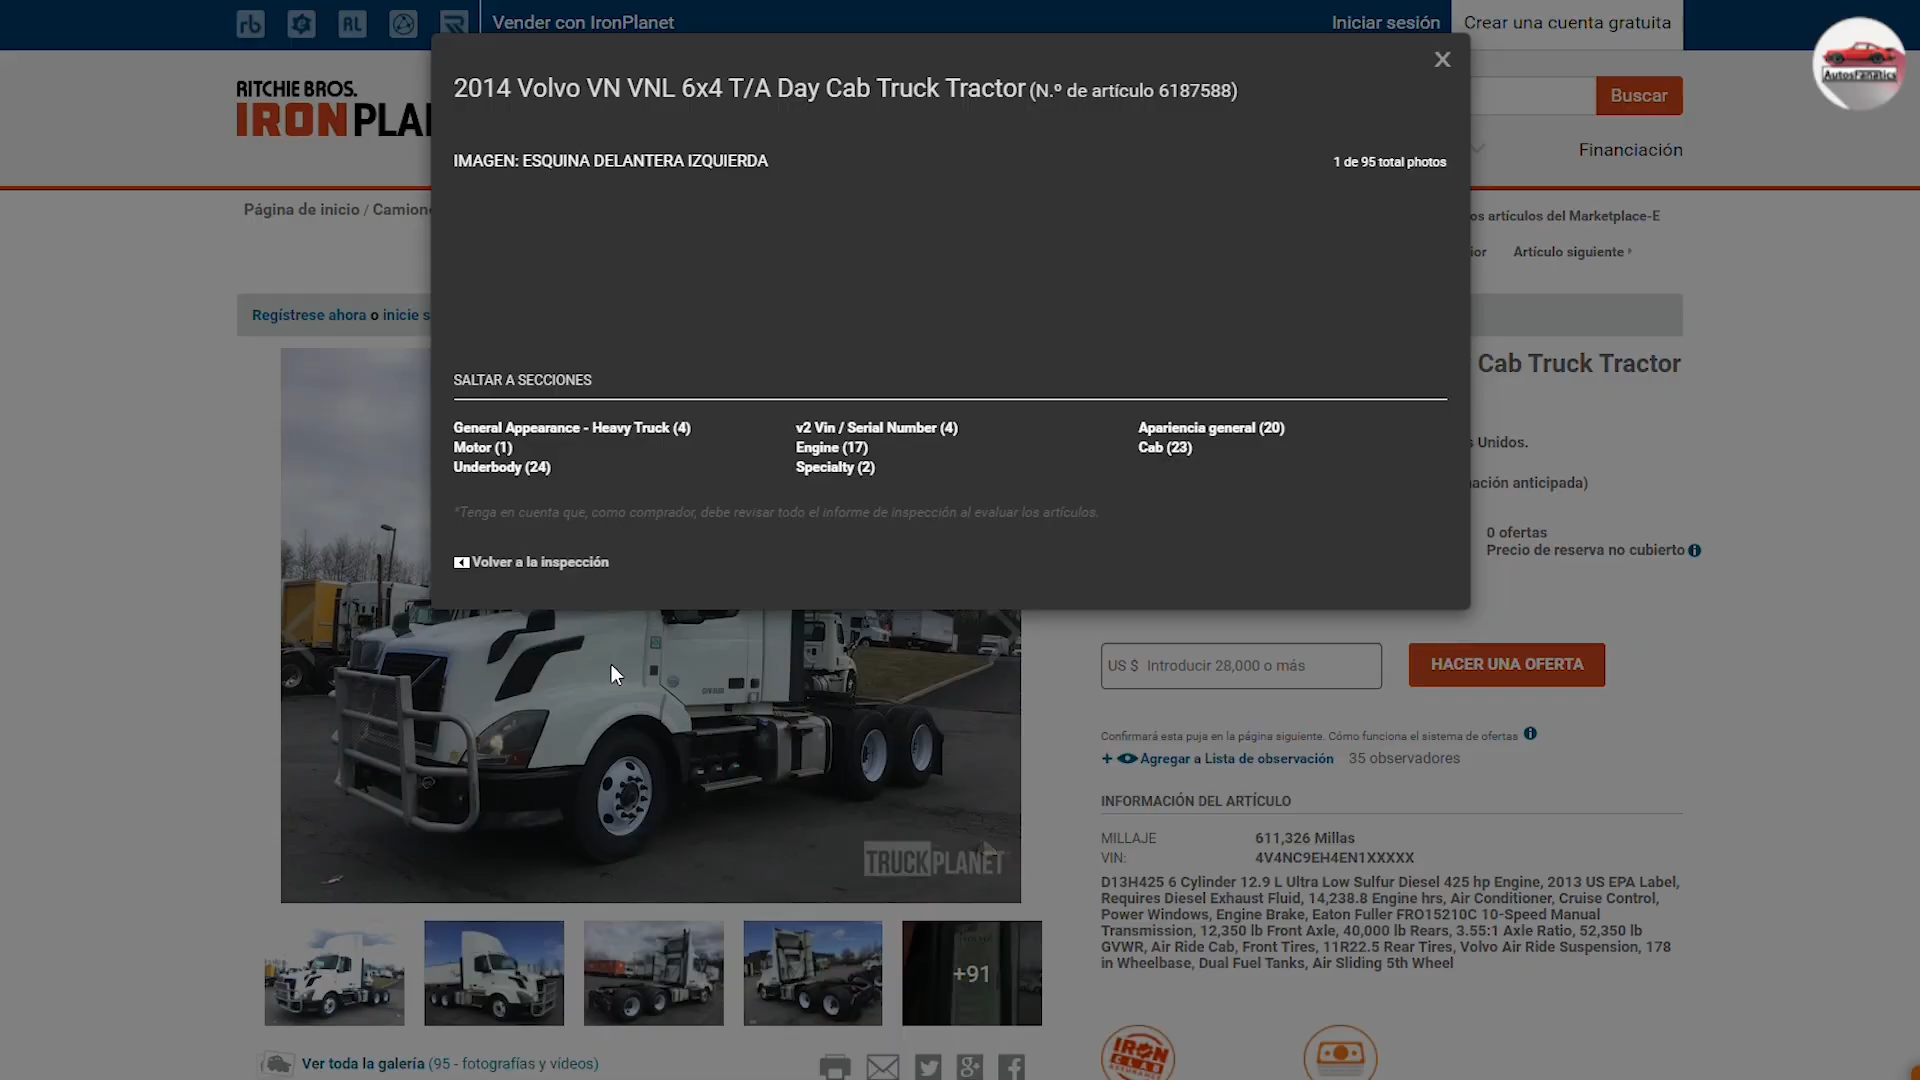 rb RL Vender con IronPlanet Iniciar sesión Crear una cuenta gratuita
X
2014 Volvo VN VNL 6x4 T/A Day Cab Truck Tractor (N.º de artículo 6187588)
AutosFanatics
RITCHIE BROS.
IRONPLA
Buscar
Financiación
IMAGEN: ESQUINA DELANTERA IZQUIERDA 1 de 95 total photos
Página de inicio / Camion
os artículos del Marketplace-E
ior Artículo siguiente
Regístrese ahora o inicie s
Cab Truck Tractor
SALTAR A SECCIONES
General Appearance - Heavy Truck (4) v2 Vin / Serial Number (4) Apariencia general (20)
Motor (1) Engine (17) Cab (23)
Underbody (24) Specialty (2)
*Tenga en cuenta que, como comprador, debe revisar todo el informe de inspección al evaluar los artículos.
Volver a la inspección
Unidos.
ación anticipada)
0 ofertas
Precio de reserva no cubierto
US $ Introducir 28,000 o más HACER UNA OFERTA
Confirmará esta puja en la página siguiente. Cómo funciona el sistema de ofertas
+ Agregar a Lista de observación 35 observadores
INFORMACIÓN DEL ARTÍCULO
MILLAJE 611,326 Millas
VIN: 4V4NC9EH4EN1XXXXX
D13H425 6 Cylinder 12.9 L Ultra Low Sulfur Diesel 425 hp Engine, 2013 US EPA Label,
Requires Diesel Exhaust Fluid, 14,238.8 Engine hrs, Air Conditioner, Cruise Control,
Power Windows, Engine Brake, Eaton Fuller FRO15210C 10-Speed Manual
Transmission, 12,350 lb Front Axle, 40,000 lb Rears, 3.55:1 Axle Ratio, 52,350 lb
GVWR, Air Ride Cab, Front Tires, 11R22.5 Rear Tires, Volvo Air Ride Suspension, 178
in Wheelbase, Dual Fuel Tanks, Air Sliding 5th Wheel
TRUCKPLANET
+91
Ver toda la galería (95 - fotografías y vídeos)
IRON
CLAD